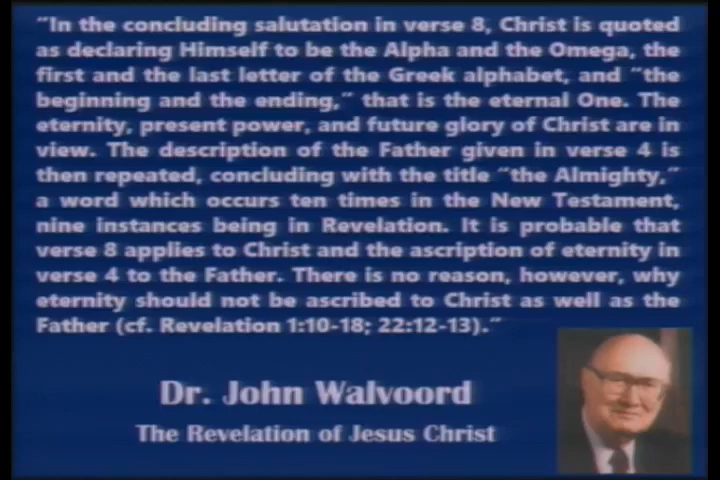 "In the concluding salutation in verse 8, Christ is quoted
as declaring Himself to be the Alpha and the Omega, the
first and the last letter of the Greek alphabet, and "the
beginning and the ending," that is the eternal One. The
eternity, present power, and future glory of Christ are in
view. The description of the Father given in verse 4 is
then repeated, concluding with the title "the Almighty,"
a word which occurs ten times in the New Testament,
nine instances being in Revelation. It is probable that
verse 8 applies to Christ and the ascription of eternity in
verse 4 to the Father. There is no reason, however, why
eternity should not be ascribed to Christ as well as the
Father (cf. Revelation 1:10-18; 22:12-13)."
Dr. John Walvoord
The Revelation of Jesus Christ